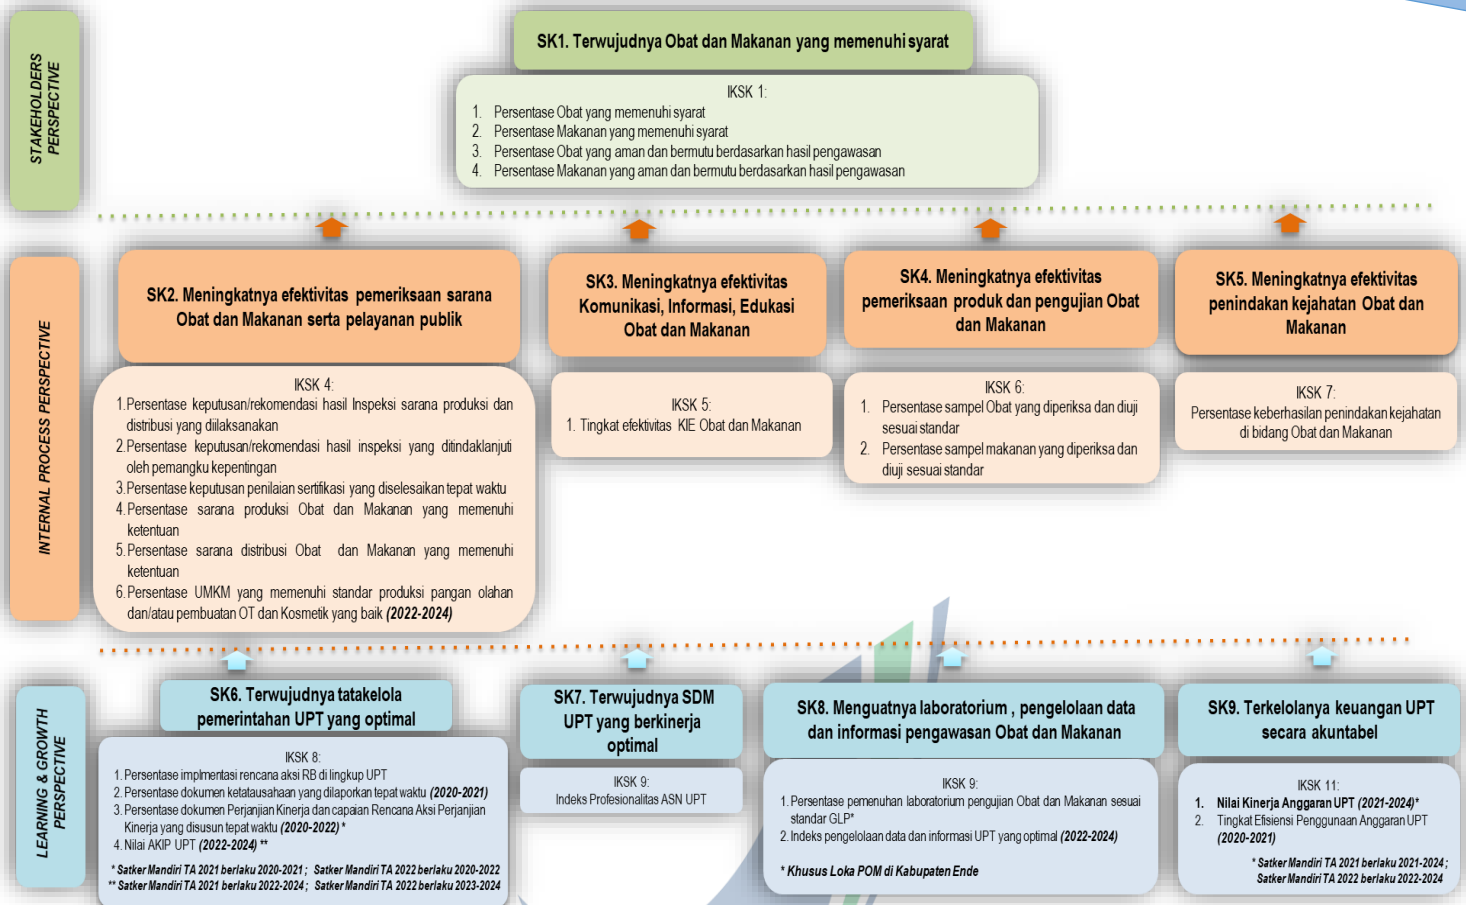 STAKEHOLDERS
PERSPECTIVE
SK1. Terwujudnya Obat dan Makanan yang memenuhi syarat
IKSK 1:
1. Persentase Obat yang memenuhi syarat
2. Persentase Makanan yang memenuhi syarat
3. Persentase Obat yang aman dan bermutu berdasarkan hasil pengawasan
4. Persentase Makanan yang aman dan bermutu berdasarkan hasil pengawasan
INTERNAL PROCESS PERSPECTIVE
SK2. Meningkatnya efektivitas pemeriksaan sarana
Obat dan Makanan serta pelayanan publik
IKSK 4:
1. Persentase keputusan/rekomendasi hasil Inspeksi sarana produksi dan
distribusi yang diilaksanakan
2. Persentase keputusan/rekomendasi hasil inspeksi yang ditindaklanjuti
oleh pemangku kepentingan
3. Persentase keputusan penilaian sertifikasi yang diselesaikan tepat waktu
4. Persentase sarana produksi Obat dan Makanan yang memenuhi
ketentuan
5. Persentase sarana distribusi Obat dan Makanan yang memenuhi
ketentuan
6. Persentase UMKM yang memenuhi standar produksi pangan olahan
dan/atau pembuatan OT dan Kosmetik yang baik (2022-2024)
SK3. Meningkatnya efektivitas
Komunikasi, Informasi, Edukasi
Obat dan Makanan
IKSK 5:
1. Tingkat efektivitas KIE Obat dan Makanan
SK4. Meningkatnya efektivitas
pemeriksaan produk dan pengujian Obat
dan Makanan
IKSK 6:
1. Persentase sampel Obat yang diperiksa dan diuji
sesuai standar
2. Persentase sampel makanan yang diperiksa dan
diuji sesuai standar
SK5. Meningkatnya efektivitas
penindakan kejahatan Obat dan
Makanan
IKSK 7:
Persentase keberhasilan penindakan kejahatan
di bidang Obat dan Makanan
LEARNING & GROWTH
PERSPECTIVE
SK6. Terwujudnya tatakelola
pemerintahan UPT yang optimal
IKSK 8:
1. Persentase implmentasi rencana aksi RB di lingkup UPT
2. Persentase dokumen ketatausahaan yang dilaporkan tepat waktu (2020-2021)
3. Persentase dokumen Perjanjian Kinerja dan capaian Rencana Aksi Perjanjian
Kinerja yang disusun tepat waktu (2020-2022) *
4. Nilai AKIP UPT (2022-2024) **
* Satker Mandiri TA 2021 berlaku 2020-2021 ; Satker Mandiri TA 2022 berlaku 2020-2022
** Satker Mandiri TA 2021 berlaku 2022-2024 ; Satker Mandiri TA 2022 berlaku 2023-2024
SK7. Terwujudnya SDM
UPT yang berkinerja
optimal
IKSK 9:
Indeks Profesionalitas ASN UPT
SK8. Menguatnya laboratorium , pengelolaan data
dan informasi pengawasan Obat dan Makanan
IKSK 9:
1. Persentase pemenuhan laboratorium pengujian Obat dan Makanan sesuai
standar GLP*
2. Indeks pengelolaan data dan informasi UPT yang optimal (2022-2024)
* Khusus Loka POM di Kabupaten Ende
SK9. Terkelolanya keuangan UPT
secara akuntabel
IKSK 11:
1. Nilai Kinerja Anggaran UPT (2021-2024)*
2. Tingkat Efisiensi Penggunaan Anggaran UPT
(2020-2021)
* Satker Mandiri TA 2021 berlaku 2021-2024 ;
Satker Mandiri TA 2022 berlaku 2022-2024